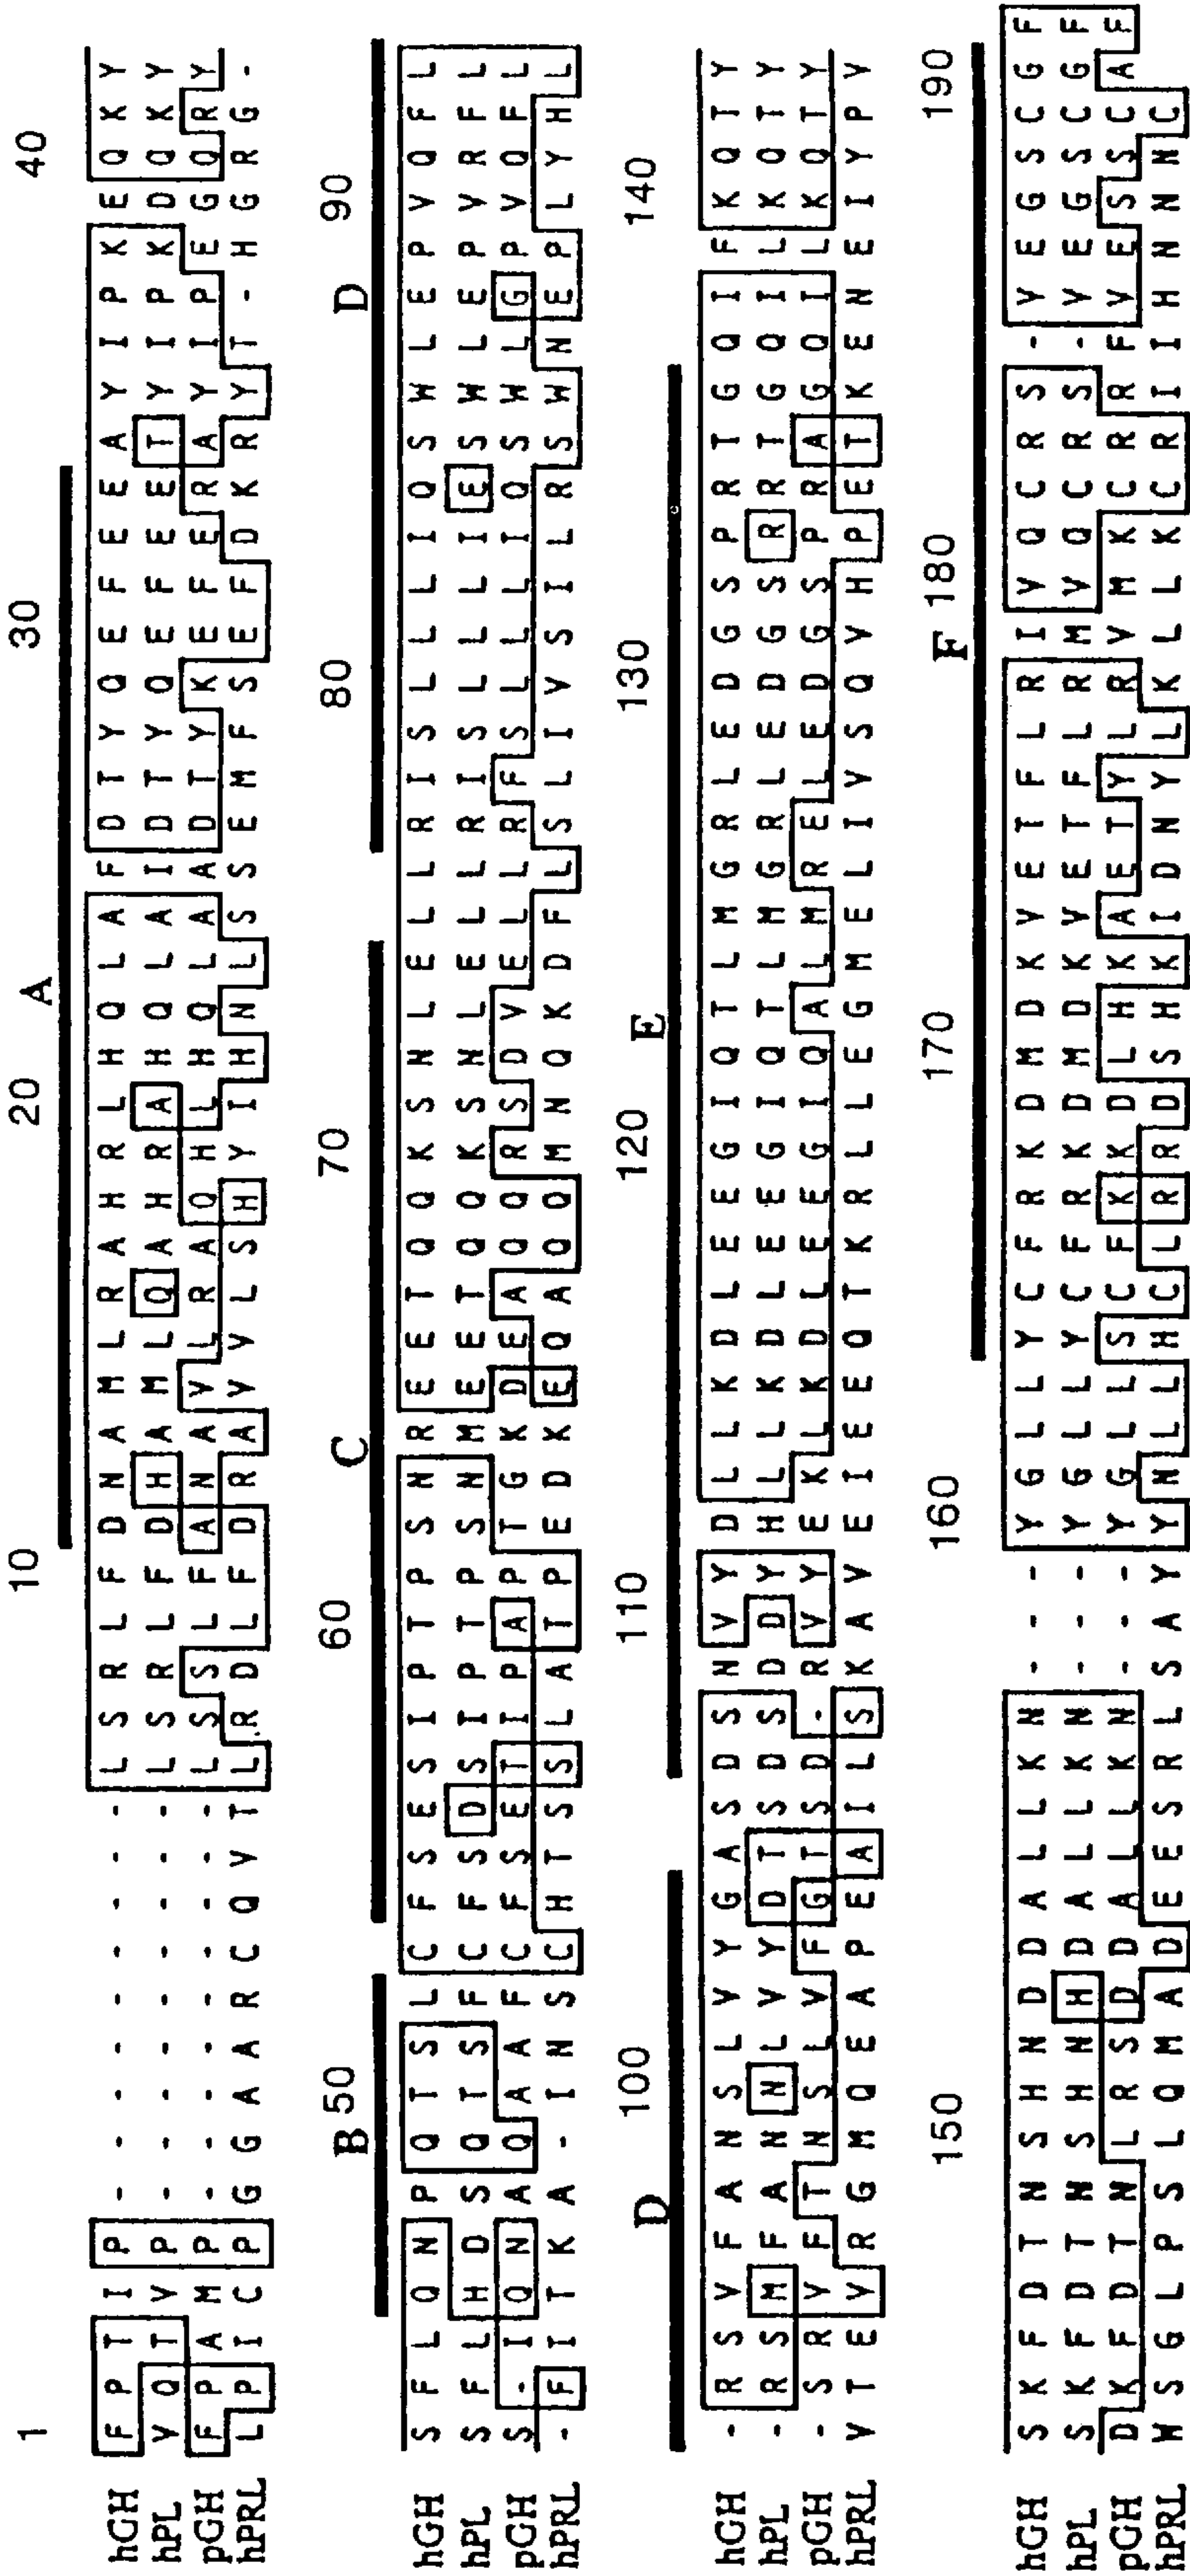 1 10 20 30 40
A
hGH F P T I P - - - - - - - - - L S R L F D N A M L R A H R L H Q L A F D T Y Q E F E E A Y I P K E Q K Y
hPL V Q T V P - - - - - - - - - L S R L F D H A M L Q A H R A H Q L A I D T Y Q E F E E T Y I P K D Q K Y
pGH F P A M P - - - - - - - - - L S S L F A N A V L R A Q H L H Q L A A D T Y K E F E R A Y I P E G Q R Y
hPRL L P I C P G G A A R C Q V T L R D L F D R A V V L S H Y I H N L S S E M F S E F D K R Y T - H G R G -
50 60 70 80 90
B C D
hGH S F L Q N P Q T S L C F S E S I P T P S N R E E T Q Q K S N L E L L R I S L L L I Q S W L E P V Q F L
hPL S F L H D S Q T S F C F S D S I P T P S N M E E T Q Q K S N L E L L R I S L L L I E S W L E P V R F L
pGH S - I Q N A Q A A F C F S E T I P A P T G K D E A Q Q R S D V E L L R F S L L L I Q S W L G P V Q F L
hPRL - F I T K A - I N S C H T S S L A T P E D K E Q A Q Q M N Q K D F L S L I V S I L R S W N E P L Y H L
100 110 120 130 140
D E
hGH - R S V F A N S L V Y G A S D S N V Y D L L K D L E E G I Q T L M G R L E D G S P R T G Q I F K Q T Y
hPL - R S M F A N N L V Y D T S D S D D Y H L L K D L E E G I Q T L M G R L E D G S R R T G Q I L K Q T Y
pGH - S R V F T N S L V F G T S D - R V Y E K L K D L E E G I Q A L M R E L E D G S P R A G Q I L K Q T Y
hPRL V T E V R G M Q E A P E A I L S K A V E I E E Q T K R L L E G M E L I V S Q V H P E T K E N E I Y P V
150 160 170 180 190
F
hGH S K F D T N S H N D D A L L K N - - - Y G L L Y C F R K D M D K V E T F L R I V Q C R S - V E G S C G F
hPL S K F D T N S H N H D A L L K N - - - Y G L L Y C F R K D M D K V E T F L R M V Q C R S - V E G S C G F
pGH D K F D T N L R S D D A L L K N - - - Y G L L S C F K K D L H K A E T Y L R V M K C R R F V E S S C A F
hPRL W S G L P S L Q M A D E E S R L S A Y Y N L L H C L R R D S H K I D N Y L K L L K C R I I H N N N C